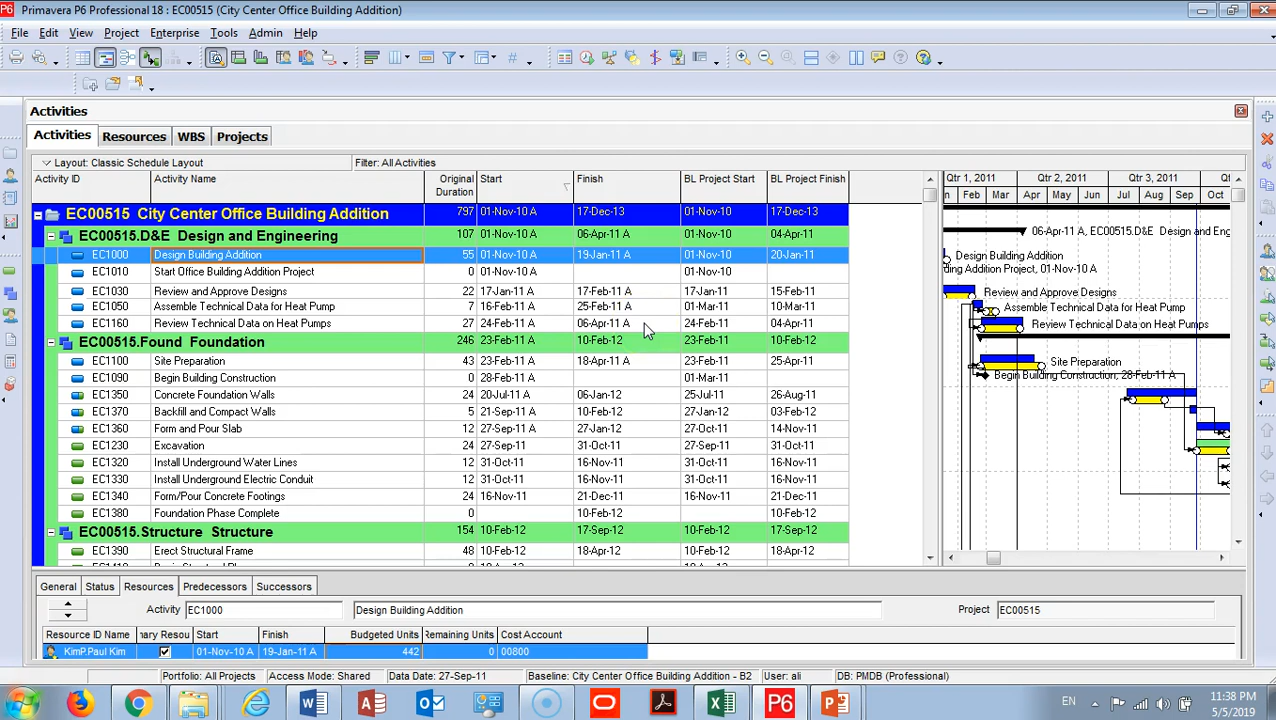 Primavera P6 Professional 18 : EC00515 (City Center Office Building Addition)
File Edit View Project Enterprise Tools Admin Help
Activities
Activities Resources WBS Projects
Layout: Classic Schedule Layout Filter: All Activities
Activity ID Activity Name Original Duration Start Finish BL Project Start BL Project Finish
Qtr 1, 2011 Qtr 2, 2011 Qtr 3, 2011
Feb Mar Apr May Jun Jul Aug Sep Oct
EC00515 City Center Office Building Addition 797 01-Nov-10 A 17-Dec-13 01-Nov-10 17-Dec-13
EC00515.D&E Design and Engineering 107 01-Nov-10 A 06-Apr-11 A 01-Nov-10 04-Apr-11
06-Apr-11 A, EC00515.D&E Design and Eng
EC1000 Design Building Addition 55 01-Nov-10 A 19-Jan-11 A 01-Nov-10 20-Jan-11
Design Building Addition
EC1010 Start Office Building Addition Project 0 01-Nov-10 A 01-Nov-10
ding Addition Project, 01-Nov-10 A
EC1030 Review and Approve Designs 22 17-Jan-11 A 17-Feb-11 A 17-Jan-11 15-Feb-11
Review and Approve Designs
EC1050 Assemble Technical Data for Heat Pump 7 16-Feb-11 A 25-Feb-11 A 01-Mar-11 10-Mar-11
Assemble Technical Data for Heat Pump
EC1160 Review Technical Data on Heat Pumps 27 24-Feb-11 A 06-Apr-11 A 24-Feb-11 04-Apr-11
Review Technical Data on Heat Pumps
EC00515.Found Foundation 246 23-Feb-11 A 10-Feb-12 23-Feb-11 10-Feb-12
EC1100 Site Preparation 43 23-Feb-11 A 18-Apr-11 A 23-Feb-11 25-Apr-11
Site Preparation
EC1090 Begin Building Construction 0 28-Feb-11 A 01-Mar-11
Begin Building Construction, 28-Feb-11 A
EC1350 Concrete Foundation Walls 24 20-Jul-11 A 06-Jan-12 25-Jul-11 26-Aug-11
EC1370 Backfill and Compact Walls 5 21-Sep-11 A 10-Feb-12 27-Jan-12 03-Feb-12
EC1360 Form and Pour Slab 12 27-Sep-11 A 27-Jan-12 28-Oct-11 14-Nov-11
EC1230 Excavation 24 27-Sep-11 31-Oct-11 27-Sep-11 31-Oct-11
EC1320 Install Underground Water Lines 12 31-Oct-11 16-Nov-11 31-Oct-11 16-Nov-11
EC1330 Install Underground Electric Conduit 12 31-Oct-11 16-Nov-11 31-Oct-11 16-Nov-11
EC1340 Form/Pour Concrete Footings 24 16-Nov-11 21-Dec-11 16-Nov-11 21-Dec-11
EC1380 Foundation Phase Complete 0 10-Feb-12 10-Feb-12
EC00515.Structure Structure 154 10-Feb-12 17-Sep-12 10-Feb-12 17-Sep-12
EC1390 Erect Structural Frame 48 10-Feb-12 18-Apr-12 10-Feb-12 18-Apr-12
General Status Resources Predecessors Successors
Activity EC1000 Design Building Addition Project EC00515
Resource ID Name ary Resou Start Finish Budgeted Units Remaining Units Cost Account
KimP.Paul Kim 01-Nov-10 A 19-Jan-11 A 442 0 00800
Portfolio: All Projects Access Mode: Shared Data Date: 27-Sep-11 Baseline: City Center Office Building Addition - B2 User: ali DB: PMDB (Professional)
EN 11:38 PM
5/5/2019